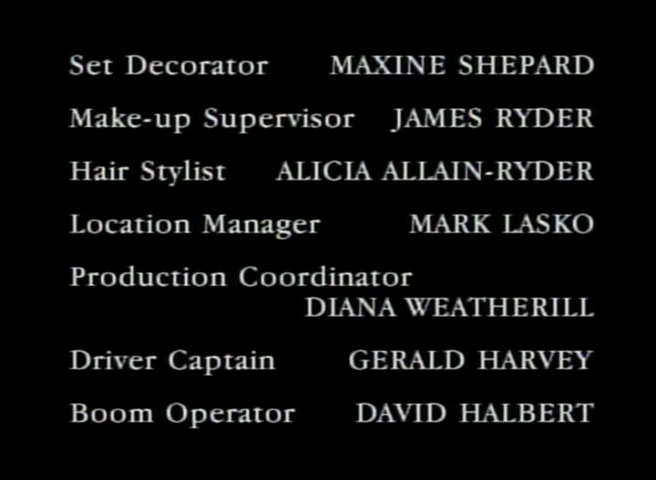 Set Decorator MAXINE SHEPARD
Make-up Supervisor JAMES RYDER
Hair Stylist ALICIA ALLAIN-RYDER
Location Manager MARK LASKO
Production Coordinator
DIANA WEATHERILL
Driver Captain GERALD HARVEY
Boom Operator DAVID HALBERT